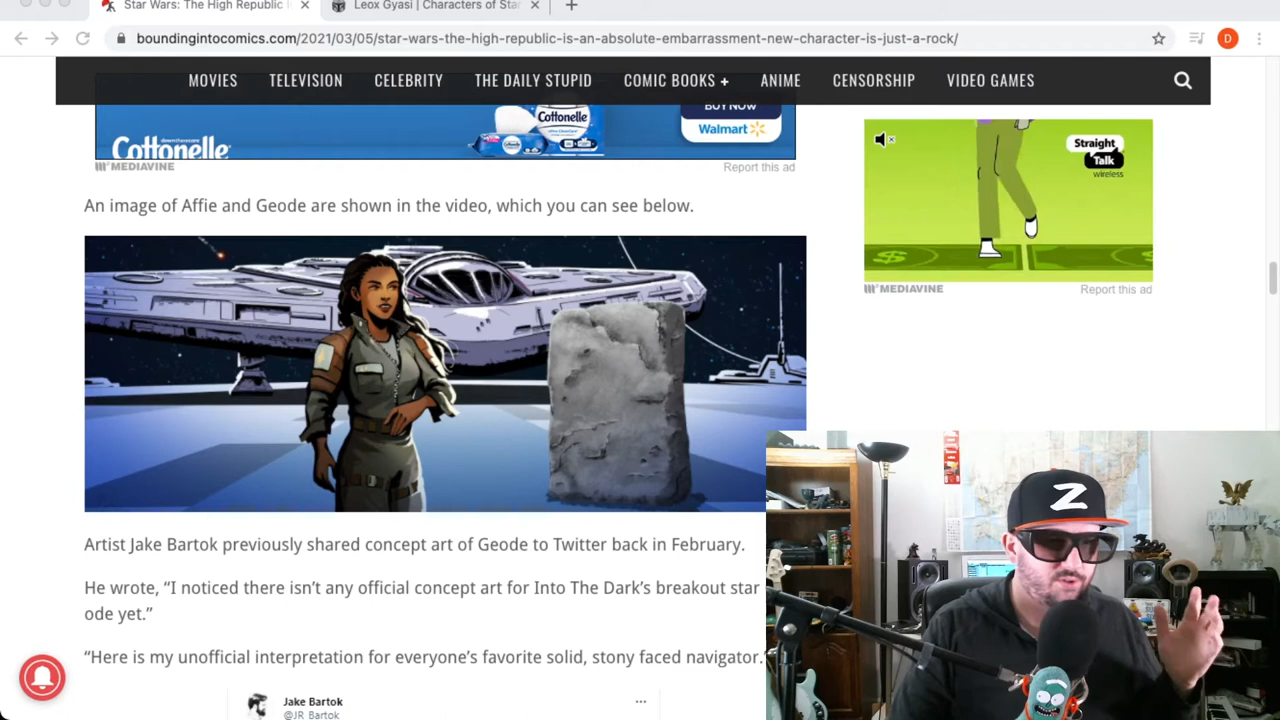 Star Wars: The High Republic
Leox Gyasi | Characters of Star
boundingintocomics.com/2021/03/05/star-wars-the-high-republic-is-an-absolute-embarrassment-new-character-is-just-a-rock/
D
MOVIES TELEVISION CELEBRITY THE DAILY STUPID COMIC BOOKS + ANIME CENSORSHIP VIDEO GAMES
Cottonelle
Cottonelle
BUY NOW
Walmart
MEDIAVINE
Report this ad
Straight
Talk
wireless
MEDIAVINE
Report this ad
An image of Affie and Geode are shown in the video, which you can see below.
Artist Jake Bartok previously shared concept art of Geode to Twitter back in February.
He wrote, “I noticed there isn’t any official concept art for Into The Dark’s breakout star
ode yet.”
“Here is my unofficial interpretation for everyone’s favorite solid, stony faced navigator.
Jake Bartok
@JR_Bartok
Z